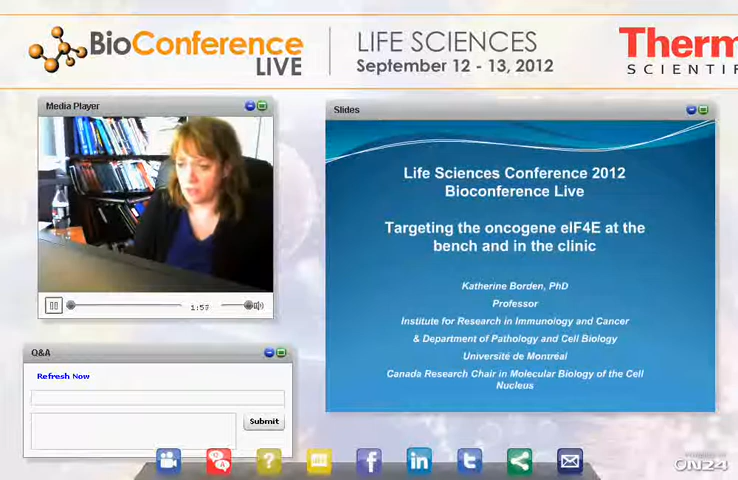 BioConference
LIVE
LIFE SCIENCES
September 12 - 13, 2012
Therm
SCIENTIFI
Media Player
1:57
Q&A
Refresh Now
Submit
Slides
Life Sciences Conference 2012
Bioconference Live
Targeting the oncogene eIF4E at the
bench and in the clinic
Katherine Borden, PhD
Professor
Institute for Research in Immunology and Cancer
& Department of Pathology and Cell Biology
Université de Montréal
Canada Research Chair in Molecular Biology of the Cell
Nucleus
Q
A
?
f
in
t
ON24